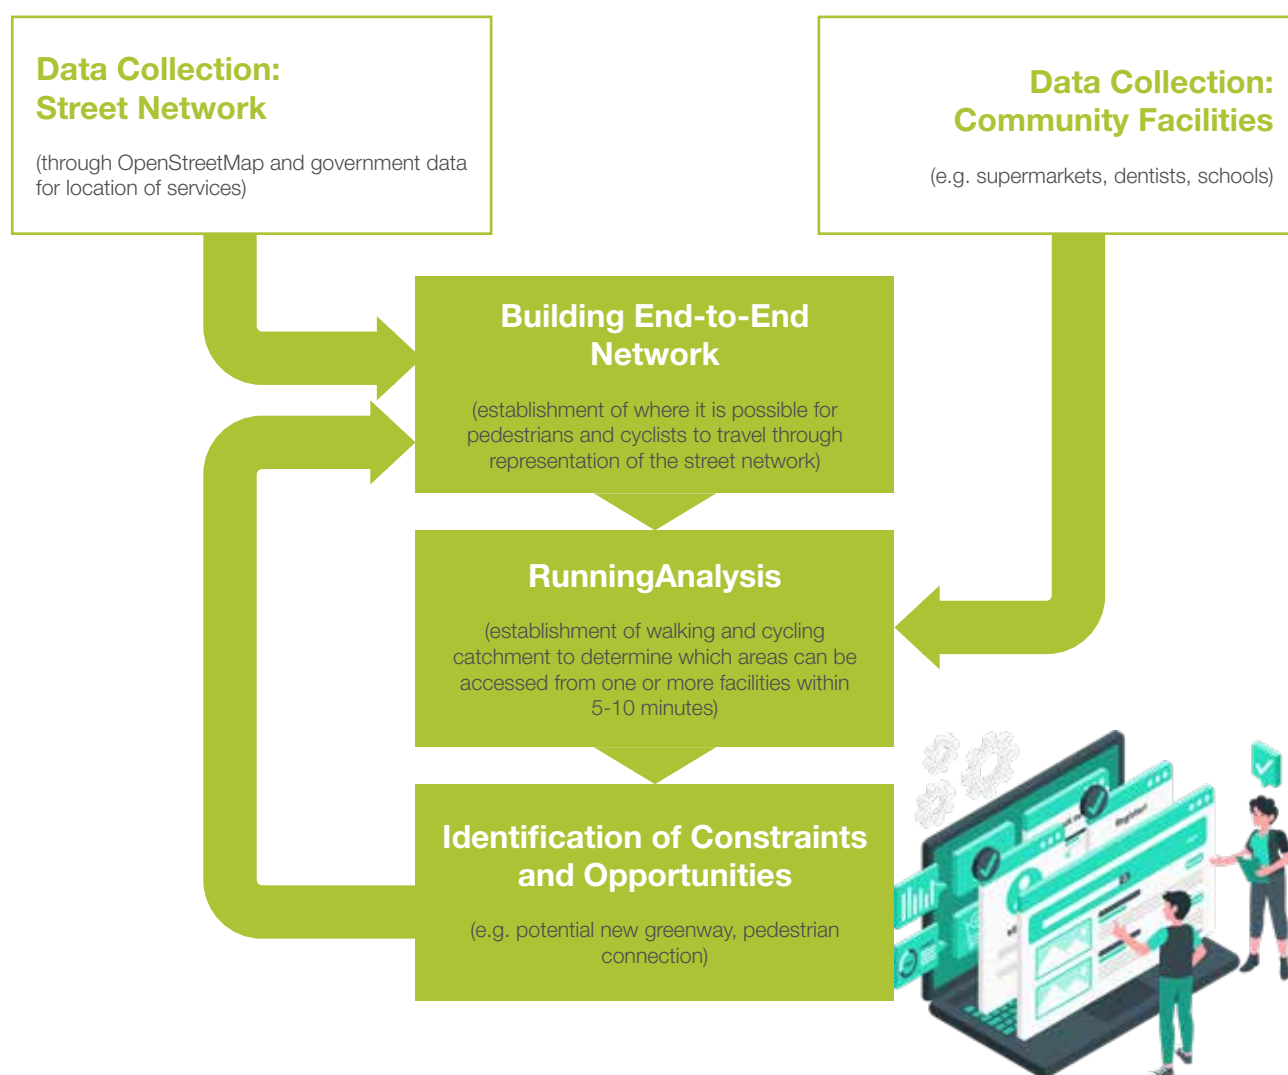 Data Collection:
Street Network
(through OpenStreetMap and government data
for location of services)
Data Collection:
Community Facilities
(e.g. supermarkets, dentists, schools)
Building End-to-End
Network
(establishment of where it is possible for
pedestrians and cyclists to travel through
representation of the street network)
RunningAnalysis
(establishment of walking and cycling
catchment to determine which areas can be
accessed from one or more facilities within
5-10 minutes)
Identification of Constraints
and Opportunities
(e.g. potential new greenway, pedestrian
connection)
Register!